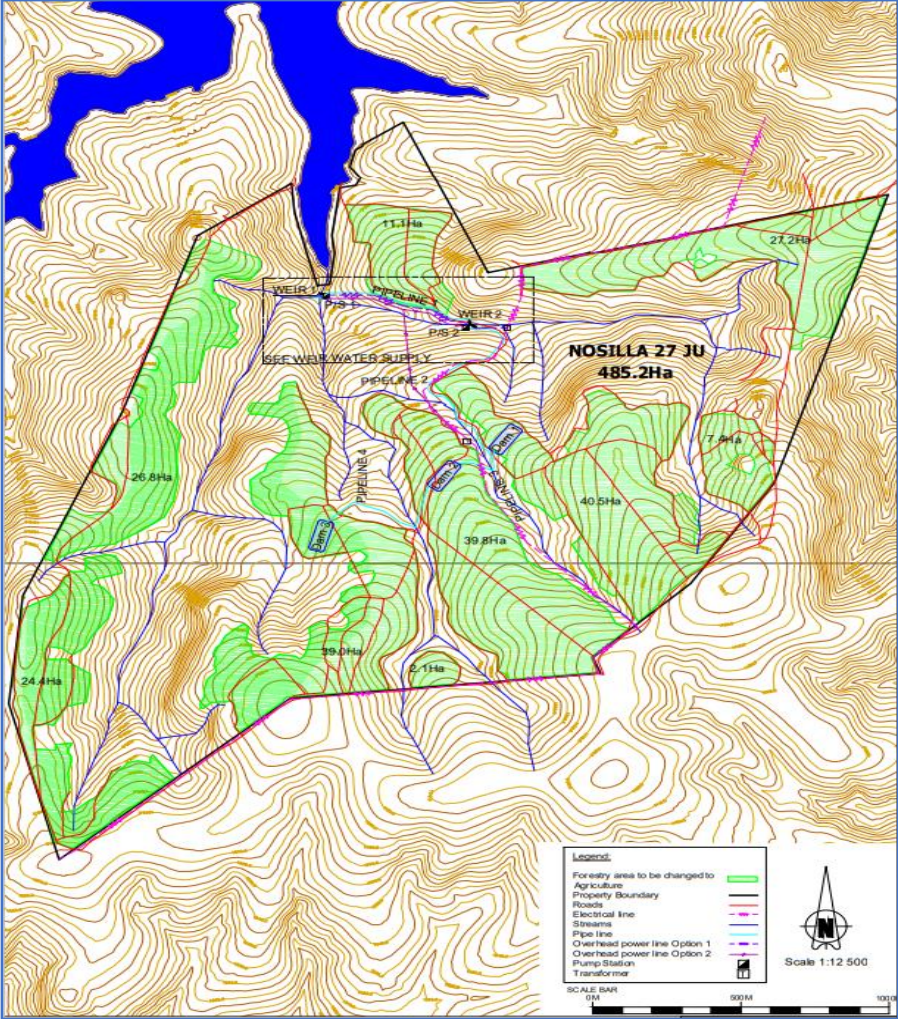 11.1Ha
27.2Ha
WEIR 1
PIPELINE 1
P/S 1
WEIR 2
P/S 2
NOSILLA 27 JU
485.2Ha
SEE WEIR WATER SUPPLY
PIPELINE 2
7.4Ha
Dam 1
26.8Ha
PIPELINE 4
Dam 2
PIPELINE
40.5Ha
Dam 3
39.8Ha
39.0Ha
2.1Ha
24.4Ha
Legend:
Forestry area to be changed to
Agriculture
Property Boundary
Roads
Electrical line
Streams
Pipe line
Overhead power line Option 1
Overhead power line Option 2
Pump Station
Transformer
N
Scale 1:12 500
SCALE BAR
0M 500M 1000